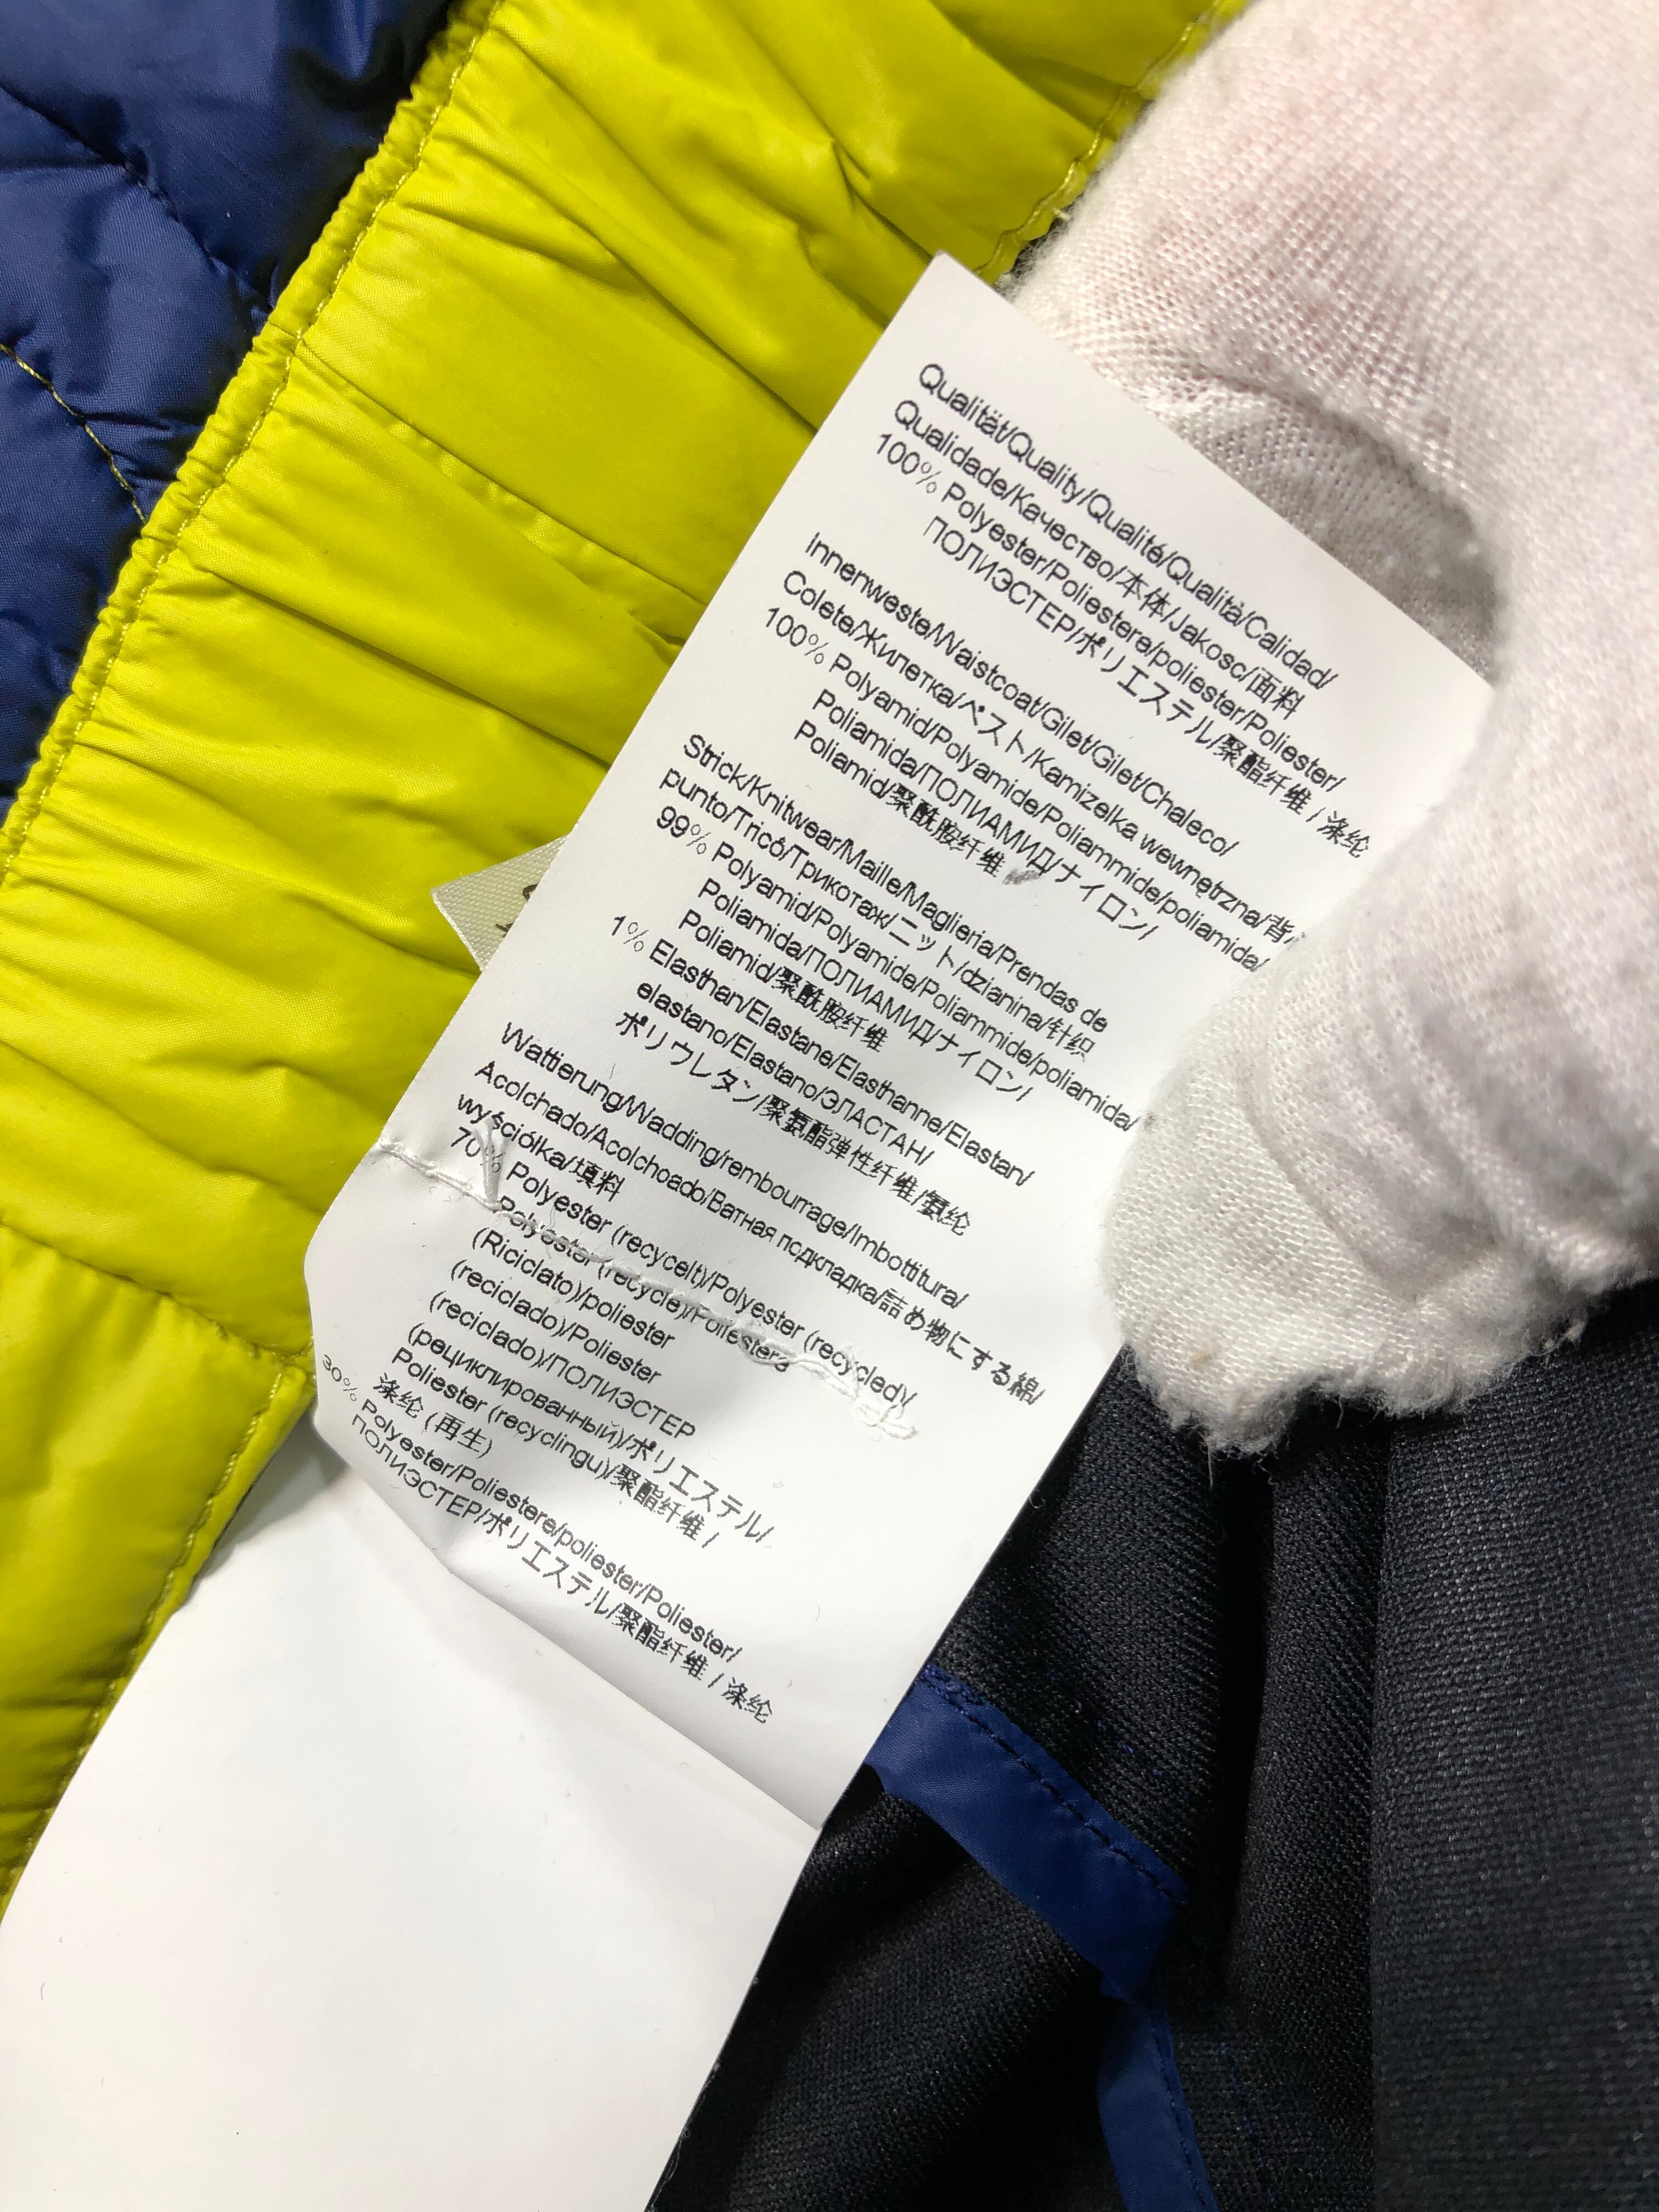 Qualität/Quality/Qualité/Qualità/Calidad/
Qualidade/Качество/本体/Jakosc/面料
100% Polyester/Poliestere/poliester/Poliester/
ПОЛИЭСТЕР/ポリエステル/聚酯纤维 / 涤纶
Innenweste/Waistcoat/Gilet/Gilet/Chaleco/
Colete/Жилетка/ベスト/Kamizelka wewnętrzna/背
100% Polyamid/Polyamide/Poliammide/poliamida/
Poliamida/ПОЛИАМИД/ナイロン/
Poliamid/聚酰胺纤维
Strick/Knitwear/Maille/Maglieria/Prendas de
punto/Tricô/Трикотаж/ニット/dzianina/针织
99% Polyamid/Polyamide/Poliammide/poliamida/
Poliamida/ПОЛИАМИД/ナイロン/
Poliamid/聚酰胺纤维
1% Elasthan/Elastane/Elasthanne/Elastan/
elastano/Elastano/ЭЛАСТАН/
ポリウレタン/聚氨酯弹性纤维/氨纶
Wattierung/Wadding/rembourrage/Imbottitura/
Acolchado/Acolchoado/Ватная подкладка/詰め物にする綿/
wyściółka/填料
70% Polyester (recycelt)/Polyester (recycled)/
Polyester (recycle)/Poliestere
(Riciclato)/poliester
(reciclado)/Poliester
(reciclado)/ПОЛИЭСТЕР
(рециклированный)/ポリエステル/
Poliester (recyclingu)/聚酯纤维 /
涤纶 (再生)
30% Polyester/Poliestere/poliester/Poliester/
ПОЛИЭСТЕР/ポリエステル/聚酯纤维 / 涤纶